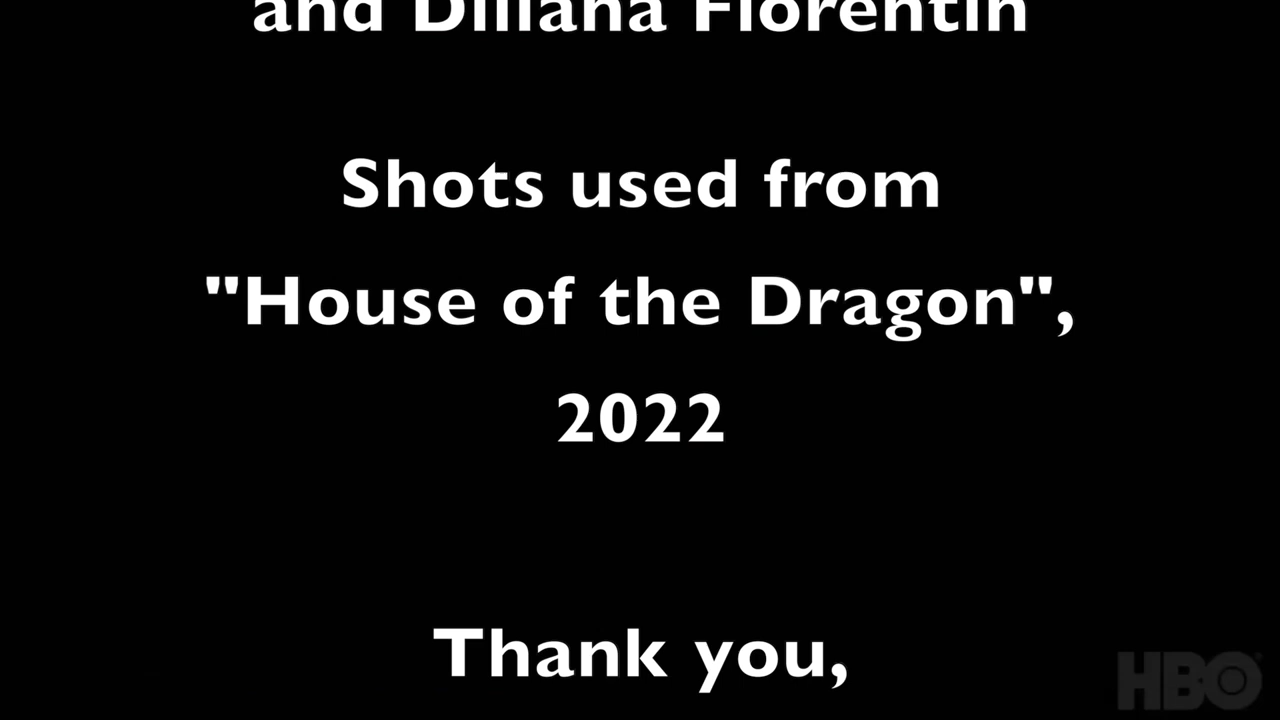 and Diliana Florentin
Shots used from
"House of the Dragon",
2022
Thank you,
HBO